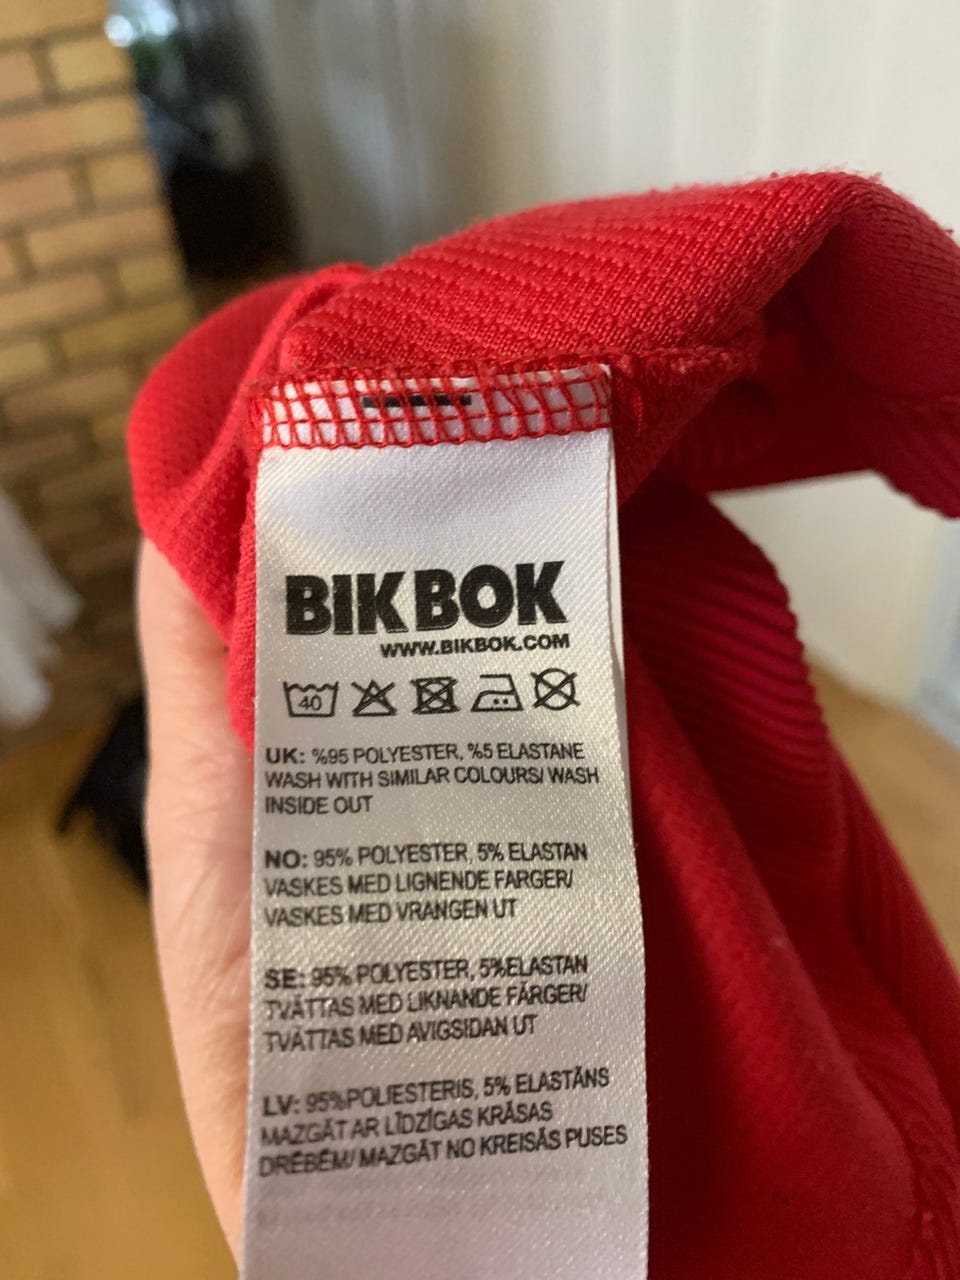 BIK BOK
WWW.BIKBOK.COM
40
UK: %95 POLYESTER, %5 ELASTANE
WASH WITH SIMILAR COLOURS/ WASH
INSIDE OUT
NO: 95% POLYESTER, 5% ELASTAN
VASKES MED LIGNENDE FARGER/
VASKES MED VRANGEN UT
SE: 95% POLYESTER, 5%ELASTAN
TVÄTTAS MED LIKNANDE FÄRGER/
TVÄTTAS MED AVIGSIDAN UT
LV: 95%POLIESTERIS, 5% ELASTĀNS
MAZGĀT AR LĪDZĪGAS KRĀSAS
DRĒBĒM/ MAZGĀT NO KREISĀS PUSES